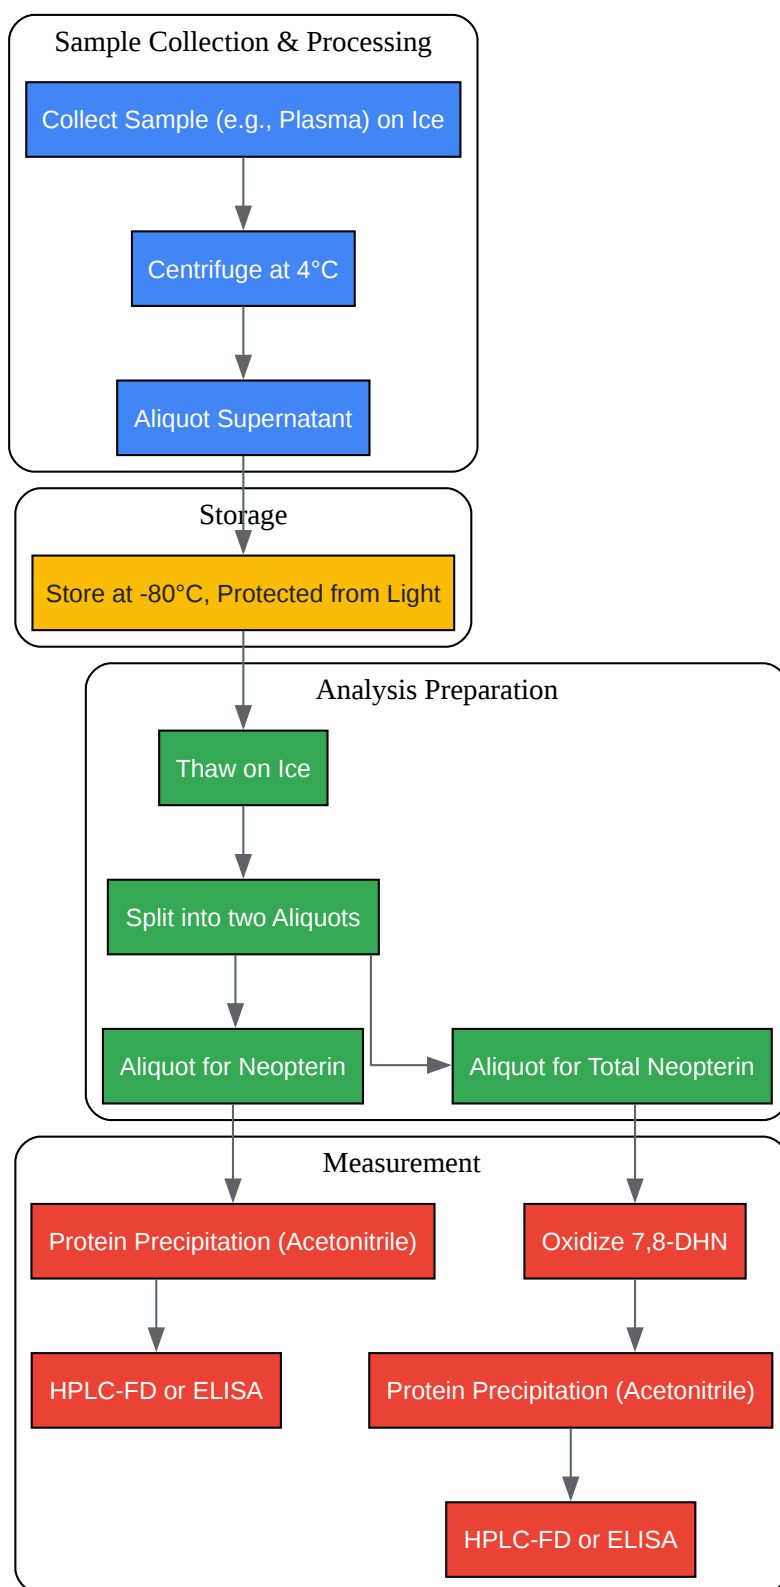 Sample Collection & Processing
Collect Sample (e.g., Plasma) on Ice
Centrifuge at 4°C
Aliquot Supernatant
Storage
Store at -80°C, Protected from Light
Analysis Preparation
Thaw on Ice
Split into two Aliquots
Aliquot for Neopterin
Aliquot for Total Neopterin
Measurement
Protein Precipitation (Acetonitrile)
Oxidize 7,8-DHN
HPLC-FD or ELISA
Protein Precipitation (Acetonitrile)
HPLC-FD or ELISA